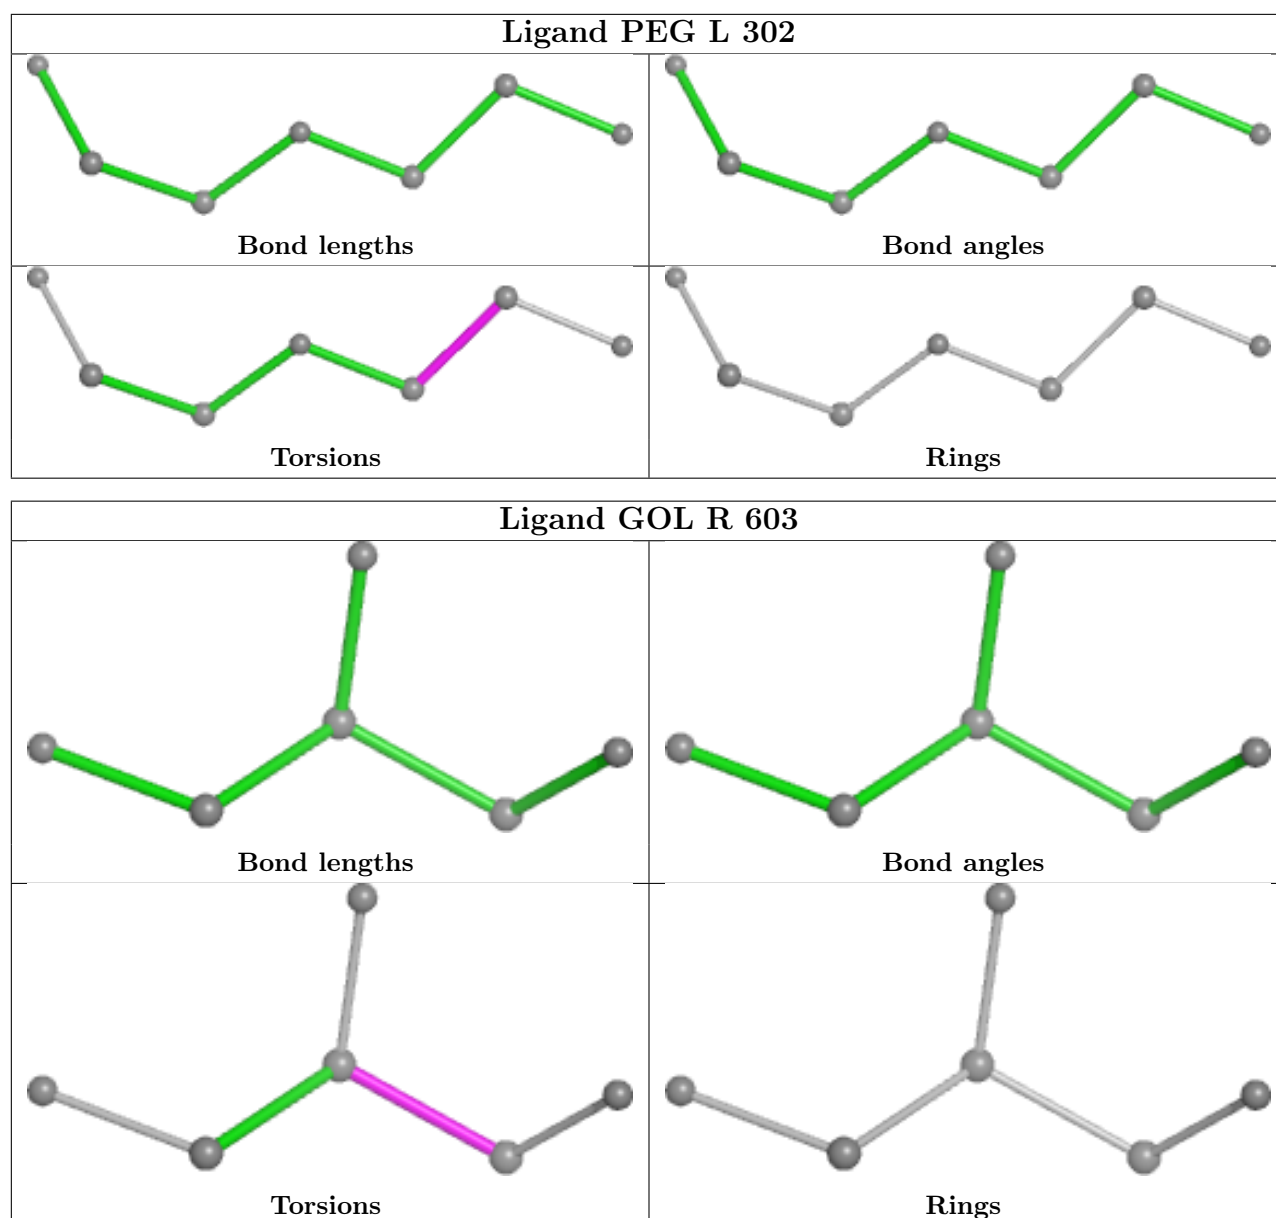 Ligand PEG L 302
Bond lengths
Bond angles
Torsions
Rings
Ligand GOL R 603
Bond lengths
Bond angles
Torsions
Rings